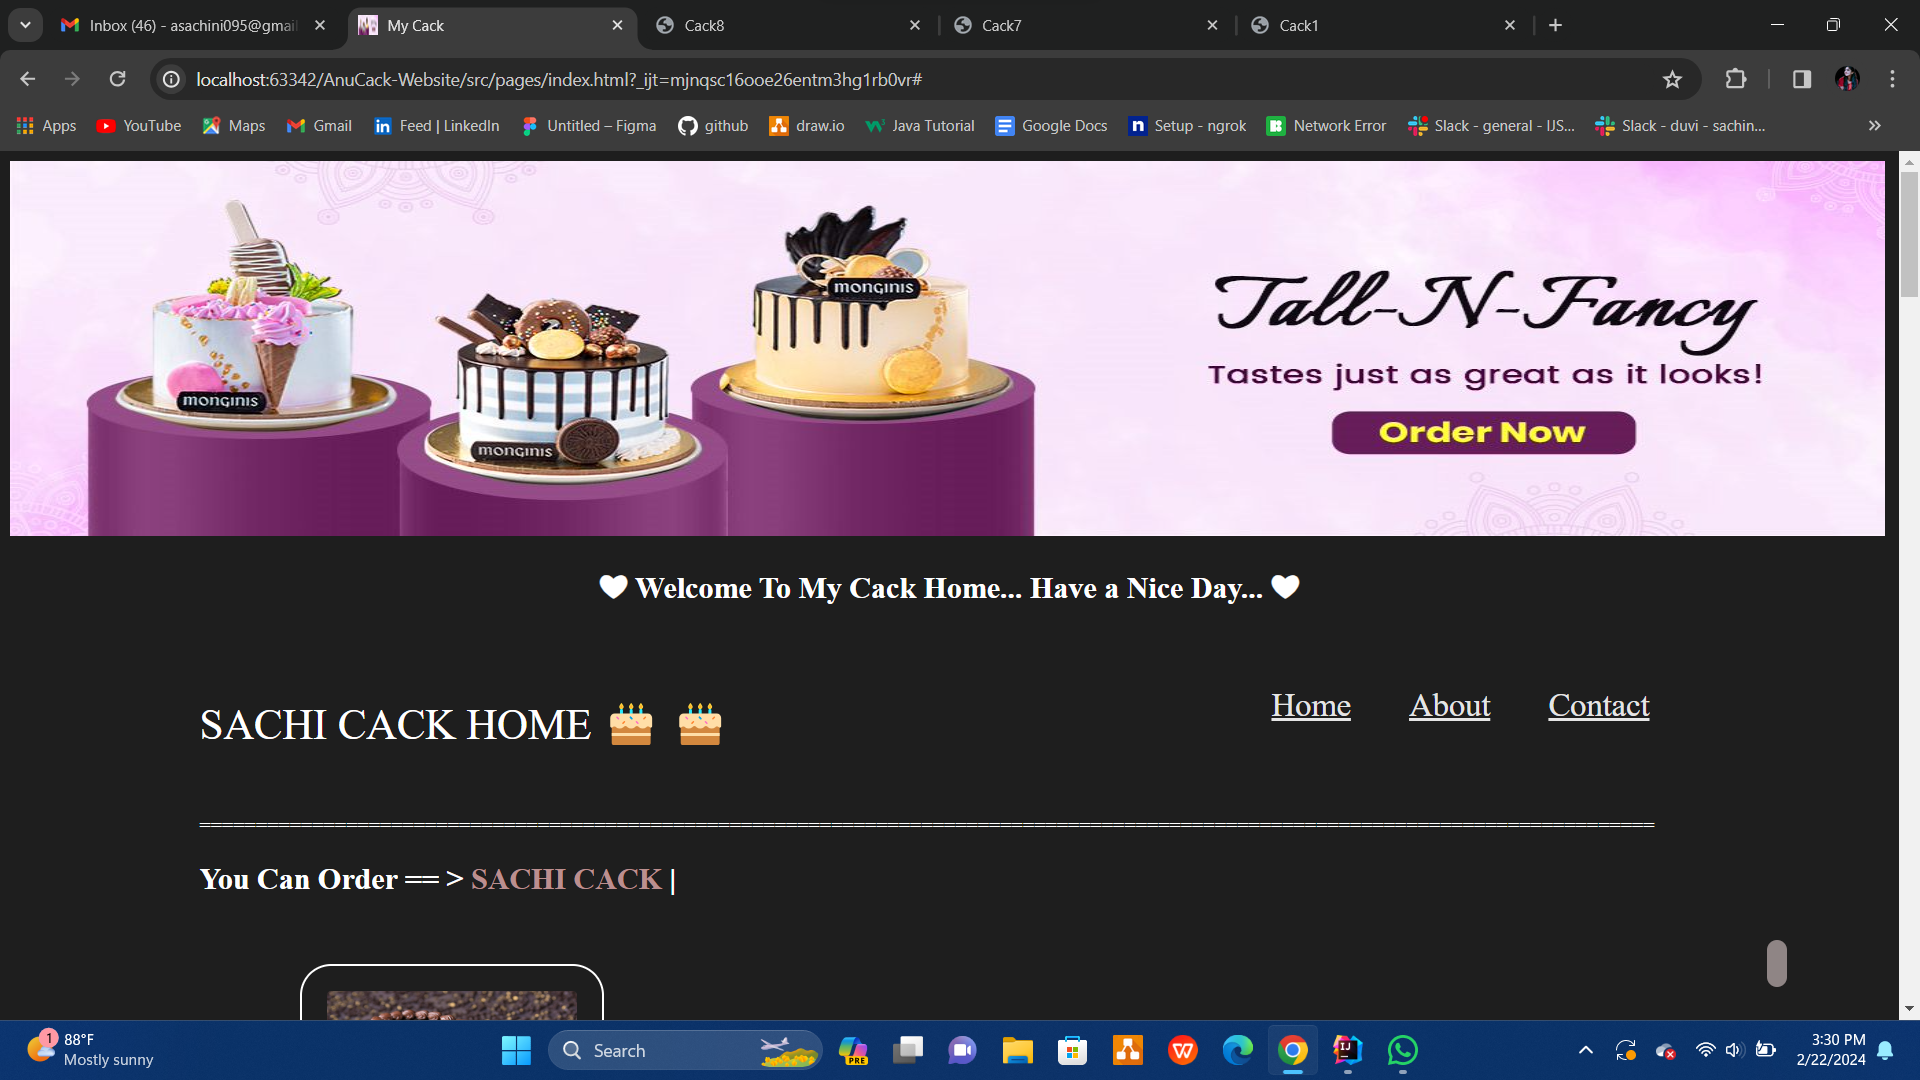 Inbox (46) - asachini095@gmai
My Cack
Cack8
Cack7
Cack1
localhost:63342/AnuCack-Website/src/pages/index.html?_ijt=mjnqsc16ooe26entm3hg1rb0vr#
Apps
YouTube
Maps
Gmail
Feed | LinkedIn
Untitled – Figma
github
draw.io
Java Tutorial
Google Docs
Setup - ngrok
Network Error
Slack - general - IJS...
Slack - duvi - sachin...
monginis
monginis
monginis
Tall-N-Fancy
Tastes just as great as it looks!
Order Now
🤍 Welcome To My Cack Home... Have a Nice Day... 🤍
SACHI CACK HOME 🎂 🎂
Home
About
Contact
You Can Order == > SACHI CACK |
1
88°F
Mostly sunny
Search
PRE
3:30 PM
2/22/2024